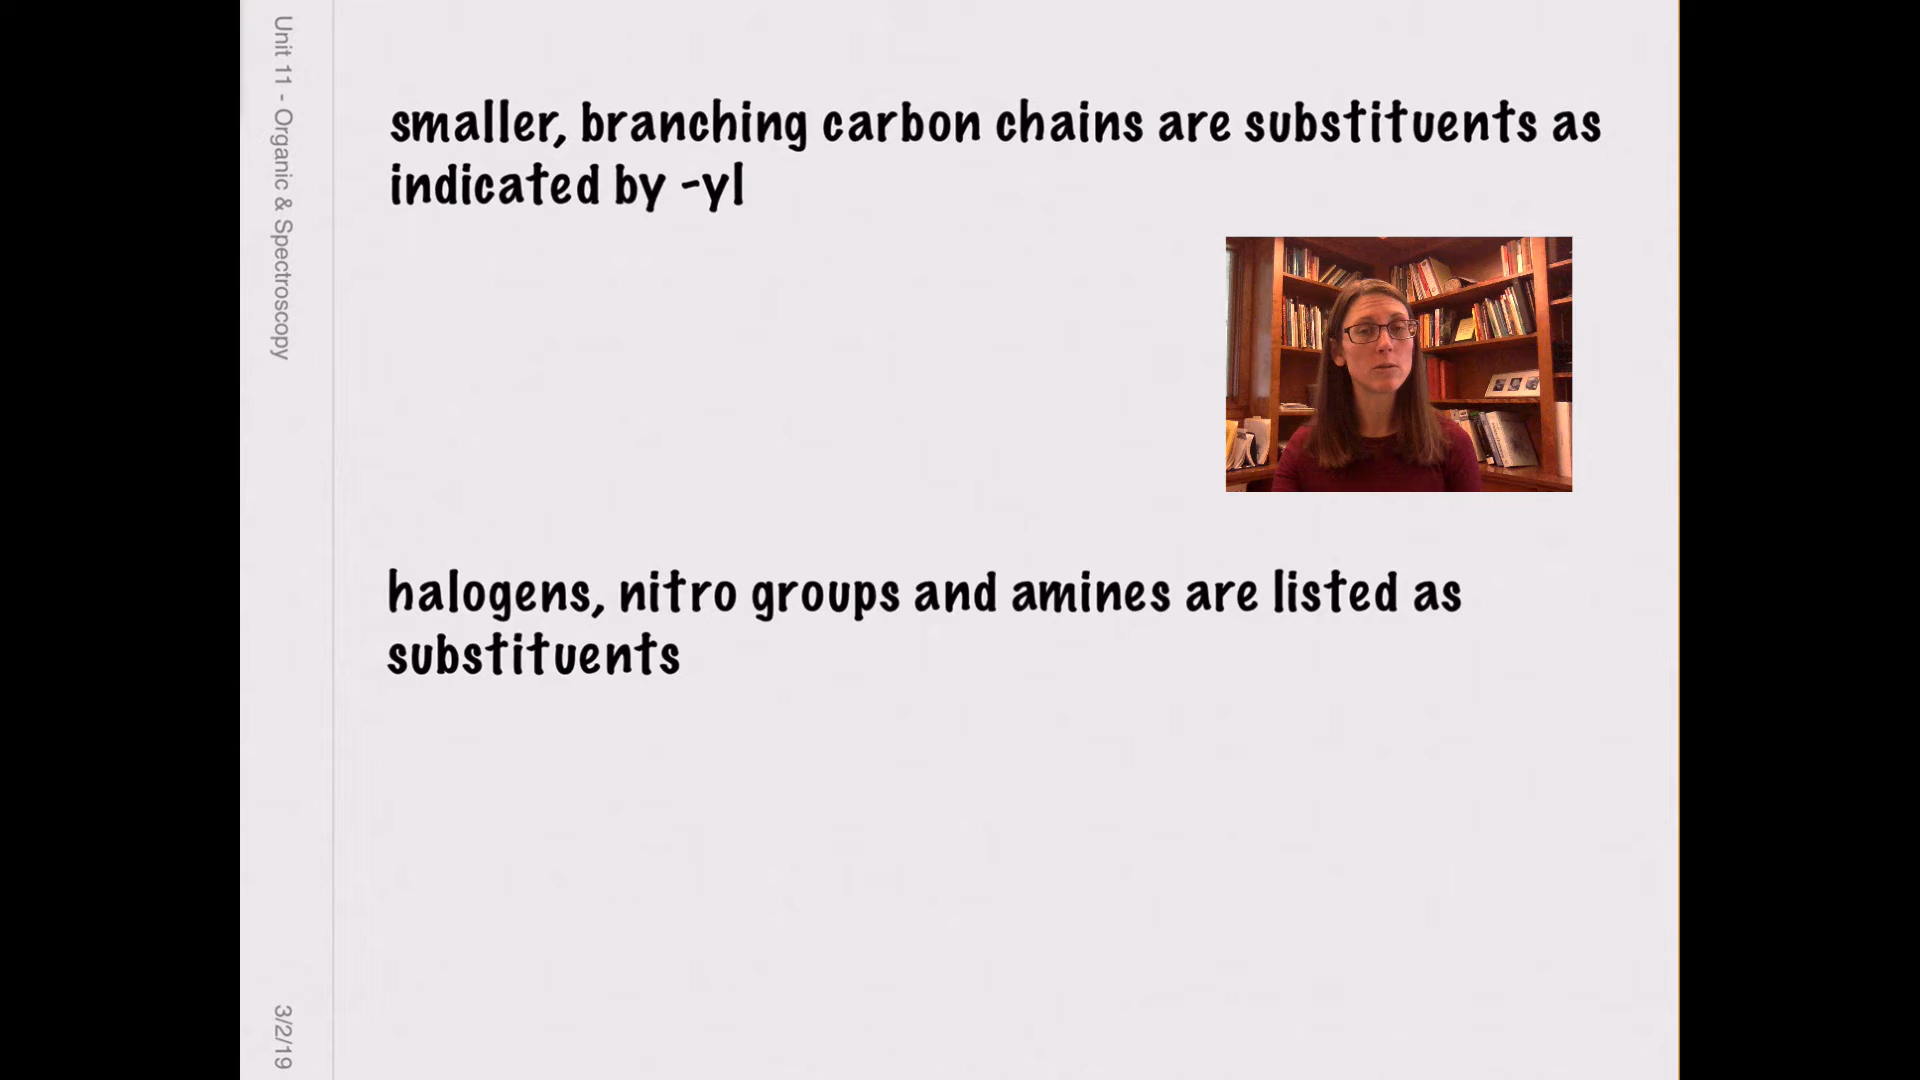 Unit 11 - Organic & Spectroscopy
smaller, branching carbon chains are substituents as
indicated by -yl
halogens, nitro groups and amines are listed as
substituents
3/2/19